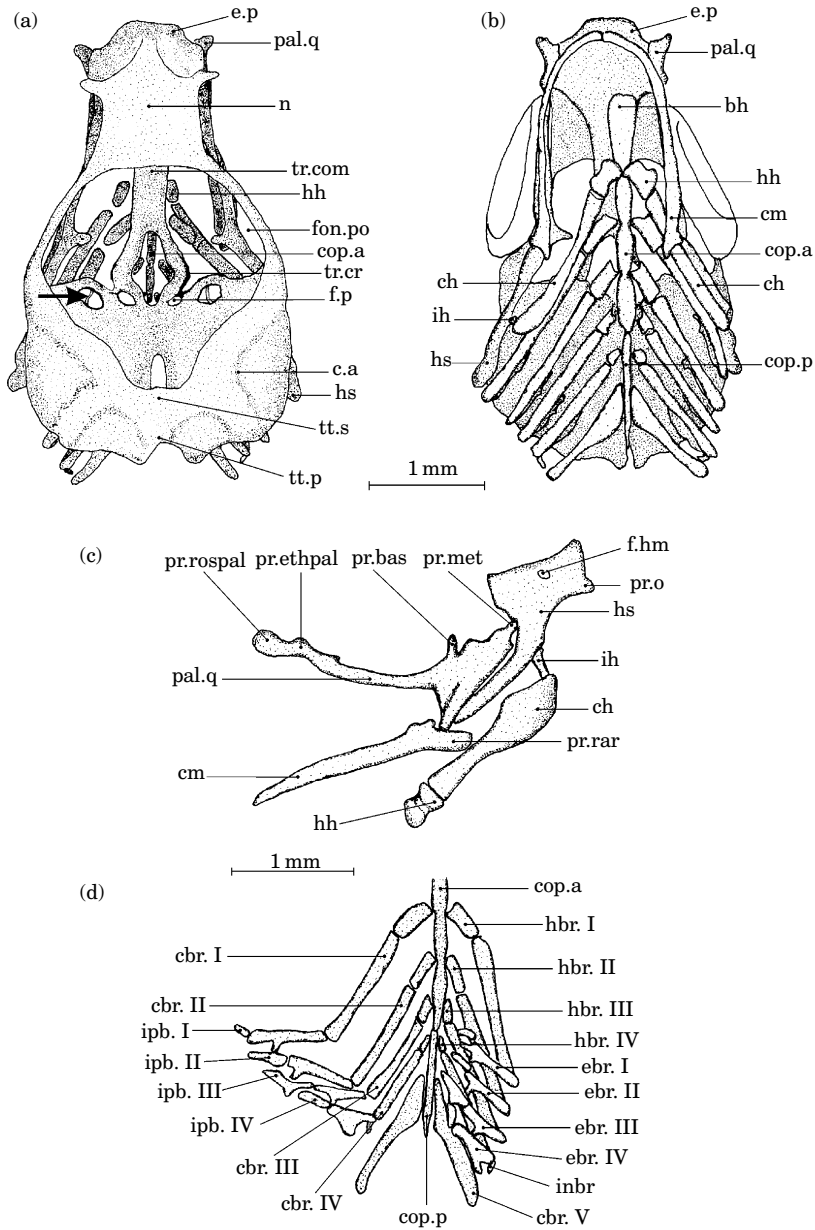 (a)
e.p
pal.q
n
tr.com
hh
fon.po
cop.a
tr.cr
f.p
c.a
hs
tt.s
tt.p
(b)
e.p
pal.q
bh
hh
cm
cop.a
ch
ch
ih
hs
cop.p
1 mm
(c)
pr.rospal
pr.ethpal
pr.bas
pr.met
f.hm
pr.o
hs
pal.q
ih
ch
pr.rar
cm
hh
1 mm
(d)
cop.a
hbr. I
cbr. I
hbr. II
cbr. II
hbr. III
ipb. I
hbr. IV
ipb. II
ebr. I
ipb. III
ebr. II
ipb. IV
ebr. III
cbr. III
ebr. IV
cbr. IV
inbr
cop.p
cbr. V